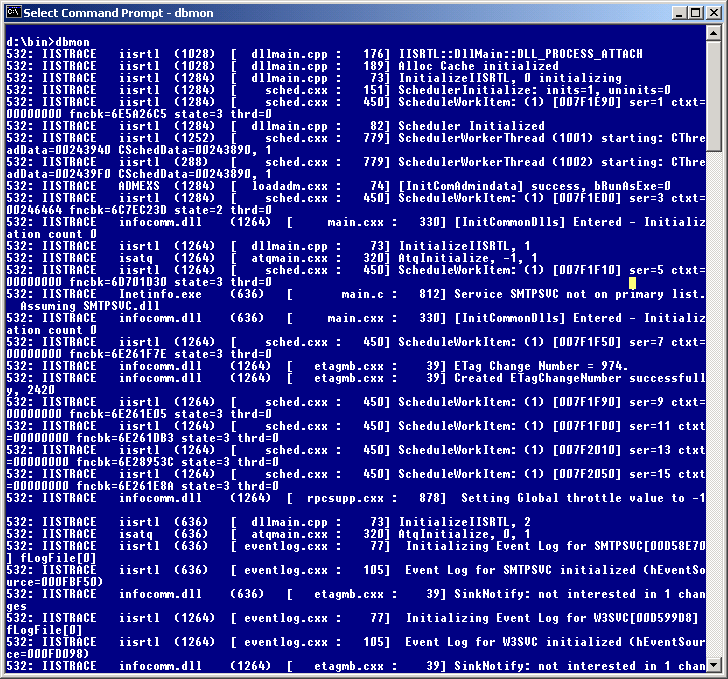 Select Command Prompt - dbmon
d:\bin>dbmon
532: IISTRACE   iisrtl  (1028)  [  dllmain.cpp :   176] IISRTL::DllMain::DLL_PROCESS_ATTACH
532: IISTRACE   iisrtl  (1028)  [  dllmain.cpp :   189] Alloc Cache initialized
532: IISTRACE   iisrtl  (1284)  [  dllmain.cpp :    73] InitializeIISRTL, 0 initializing
532: IISTRACE   iisrtl  (1284)  [    sched.cxx :   151] SchedulerInitialize: inits=1, uninits=0
532: IISTRACE   iisrtl  (1284)  [    sched.cxx :   450] ScheduleWorkItem: (1) [007F1E90] ser=1 ctxt=
00000000 fncbk=6E5A26C5 state=3 thrd=0
532: IISTRACE   iisrtl  (1284)  [  dllmain.cpp :    82] Scheduler Initialized
532: IISTRACE   iisrtl  (1252)  [    sched.cxx :   779] SchedulerWorkerThread (1001) starting: CThre
adData=00243940 CSchedData=00243890, 1
532: IISTRACE   iisrtl  (288)   [    sched.cxx :   779] SchedulerWorkerThread (1002) starting: CThre
adData=002439F0 CSchedData=00243890, 1
532: IISTRACE   ADMEXS  (1284)  [  loadadm.cxx :    74] [InitComAdmindata] success, bRunAsExe=0
532: IISTRACE   iisrtl  (1284)  [    sched.cxx :   450] ScheduleWorkItem: (1) [007F1ED0] ser=3 ctxt=
00246464 fncbk=6C7EC23D state=2 thrd=0
532: IISTRACE   infocomm.dll    (1264)  [     main.cxx :   330] [InitCommonDlls] Entered - Initializ
ation count 0
532: IISTRACE   iisrtl  (1264)  [  dllmain.cpp :    73] InitializeIISRTL, 1
532: IISTRACE   isatq   (1264)  [  atqmain.cxx :   320] AtqInitialize, -1, 1
532: IISTRACE   iisrtl  (1264)  [    sched.cxx :   450] ScheduleWorkItem: (1) [007F1F10] ser=5 ctxt=
00000000 fncbk=6D701D30 state=3 thrd=0
532: IISTRACE   Inetinfo.exe    (636)   [       main.c :   812] Service SMTPSVC not on primary list.
  Assuming SMTPSVC.dll
532: IISTRACE   infocomm.dll    (636)   [     main.cxx :   330] [InitCommonDlls] Entered - Initializ
ation count 0
532: IISTRACE   iisrtl  (1264)  [    sched.cxx :   450] ScheduleWorkItem: (1) [007F1F50] ser=7 ctxt=
00000000 fncbk=6E261F7E state=3 thrd=0
532: IISTRACE   infocomm.dll    (1264)  [   etagmb.cxx :    39] ETag Change Number = 974.
532: IISTRACE   infocomm.dll    (1264)  [   etagmb.cxx :    39] Created ETagChangeNumber successfull
y, 2420
532: IISTRACE   iisrtl  (1264)  [    sched.cxx :   450] ScheduleWorkItem: (1) [007F1F90] ser=9 ctxt=
00000000 fncbk=6E261E05 state=3 thrd=0
532: IISTRACE   iisrtl  (1264)  [    sched.cxx :   450] ScheduleWorkItem: (1) [007F1FD0] ser=11 ctxt
=00000000 fncbk=6E261DB3 state=3 thrd=0
532: IISTRACE   iisrtl  (1264)  [    sched.cxx :   450] ScheduleWorkItem: (1) [007F2010] ser=13 ctxt
=00000000 fncbk=6E28953C state=3 thrd=0
532: IISTRACE   iisrtl  (1264)  [    sched.cxx :   450] ScheduleWorkItem: (1) [007F2050] ser=15 ctxt
=00000000 fncbk=6E261E8A state=3 thrd=0
532: IISTRACE   infocomm.dll    (1264)  [  rpcsupp.cxx :   878]  Setting Global throttle value to -1
532: IISTRACE   iisrtl  (636)   [  dllmain.cpp :    73] InitializeIISRTL, 2
532: IISTRACE   isatq   (636)   [  atqmain.cxx :   320] AtqInitialize, 0, 1
532: IISTRACE   iisrtl  (636)   [ eventlog.cxx :    77]  Initializing Event Log for SMTPSVC[00D58E70
] fLogFile[0]
532: IISTRACE   iisrtl  (636)   [ eventlog.cxx :   105]  Event Log for SMTPSVC initialized (hEventSo
urce=000FBF50)
532: IISTRACE   infocomm.dll    (636)   [   etagmb.cxx :    39] SinkNotify: not interested in 1 chan
ges
532: IISTRACE   iisrtl  (1264)  [ eventlog.cxx :    77]  Initializing Event Log for W3SVC[00D599D8]
fLogFile[0]
532: IISTRACE   iisrtl  (1264)  [ eventlog.cxx :   105]  Event Log for W3SVC initialized (hEventSour
ce=000FD098)
532: IISTRACE   infocomm.dll    (1264)  [   etagmb.cxx :    39] SinkNotify: not interested in 1 chan